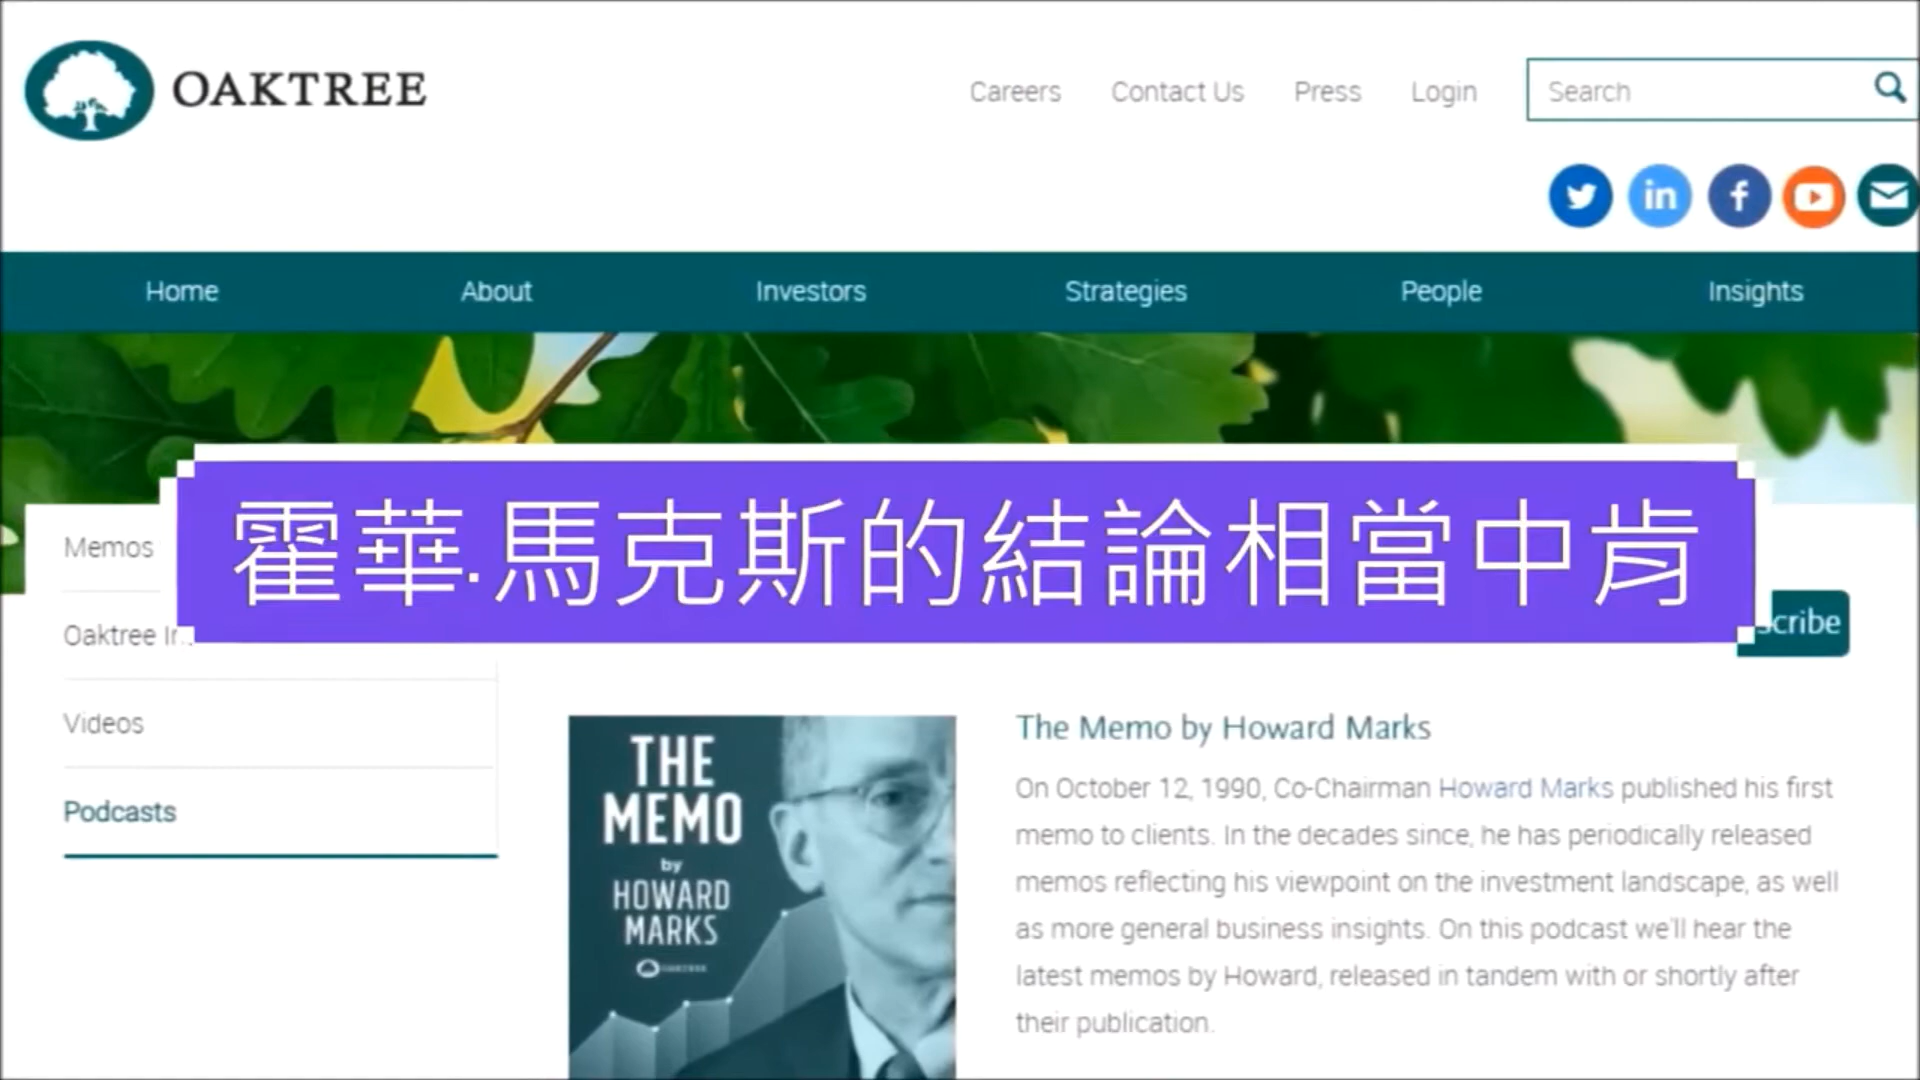 OAKTREE
Careers Contact Us Press Login Search
Home About Investors Strategies People Insights
霍華.馬克斯的結論相當中肯
Memos
Oaktree
Videos
Podcasts
scribe
THE
MEMO
by
HOWARD
MARKS
OAKTREE
The Memo by Howard Marks
On October 12, 1990, Co-Chairman Howard Marks published his first
memo to clients. In the decades since, he has periodically released
memos reflecting his viewpoint on the investment landscape, as well
as more general business insights. On this podcast we'll hear the
latest memos by Howard, released in tandem with or shortly after
their publication.